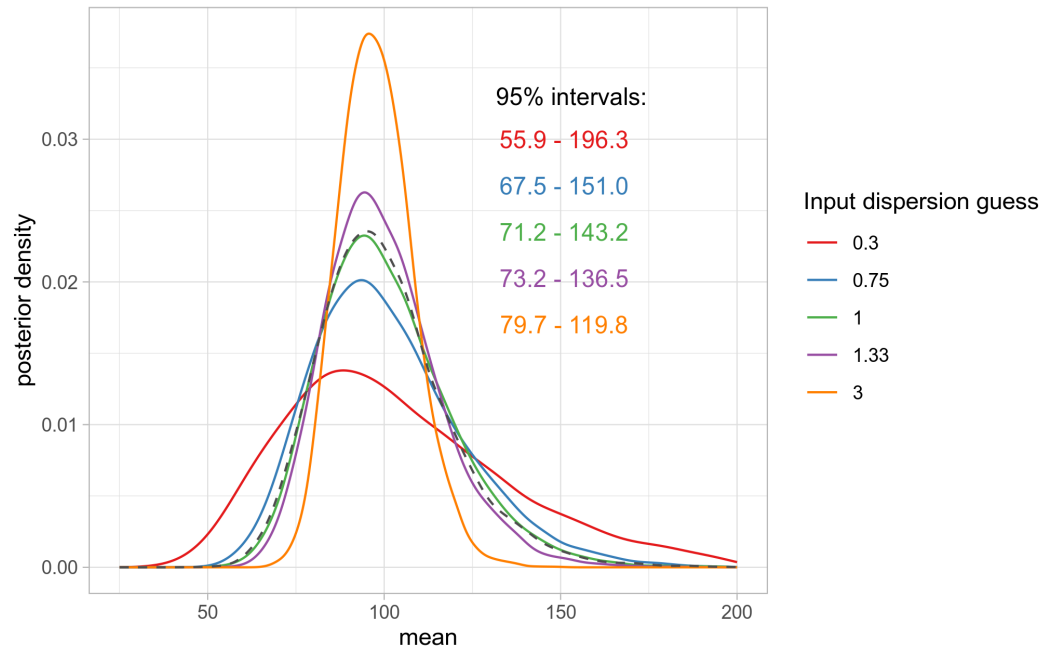 95% intervals:
55.9 - 196.3
67.5 - 151.0
71.2 - 143.2
73.2 - 136.5
79.7 - 119.8
0.03
0.02
0.01
0.00
posterior density
50
100
150
200
mean
Input dispersion guess
0.3
0.75
1
1.33
3